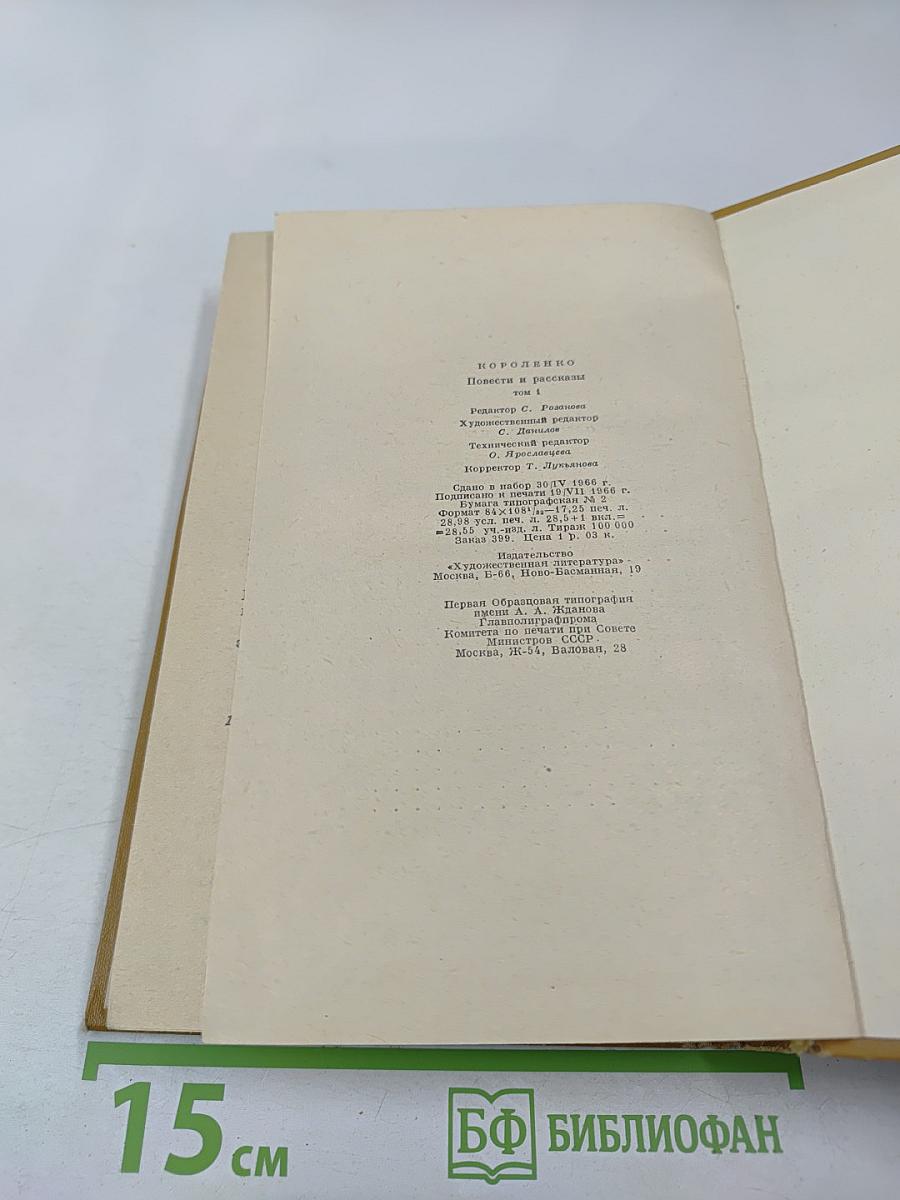 КОРОЛЕНКО
Повести и рассказы
том 1
Редактор С. Розанова
Художественный редактор
С. Данилов
Технический редактор
О. Ярославцева
Корректор Т. Лукьянова
Сдано в набор 30/IV 1966 г.
Подписано к печати 19/VII 1966 г.
Бумага типографская № 2
Формат 84×108¹/₃₂—17,25 печ. л.
28,98 усл. печ. л. 28,5+1 вкл.=
=28,55 уч.-изд. л. Тираж 100 000
Заказ 399. Цена 1 р. 03 к.
Издательство
«Художественная литература»
Москва, Б-66, Ново-Басманная, 19
Первая Образцовая типография
имени А. А. Жданова
Главполиграфпрома
Комитета по печати при Совете
Министров СССР
Москва, Ж-54, Валовая, 28
15 см
БФ БИБЛИОФАН